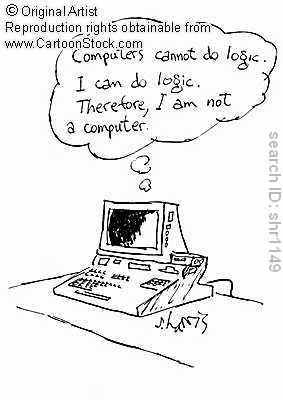 © Original Artist
Reproduction rights obtainable from
www.CartoonStock.com
Computers cannot do logic.
I can do logic.
Therefore, I am not
a computer.
search ID: shr1149
s.harris